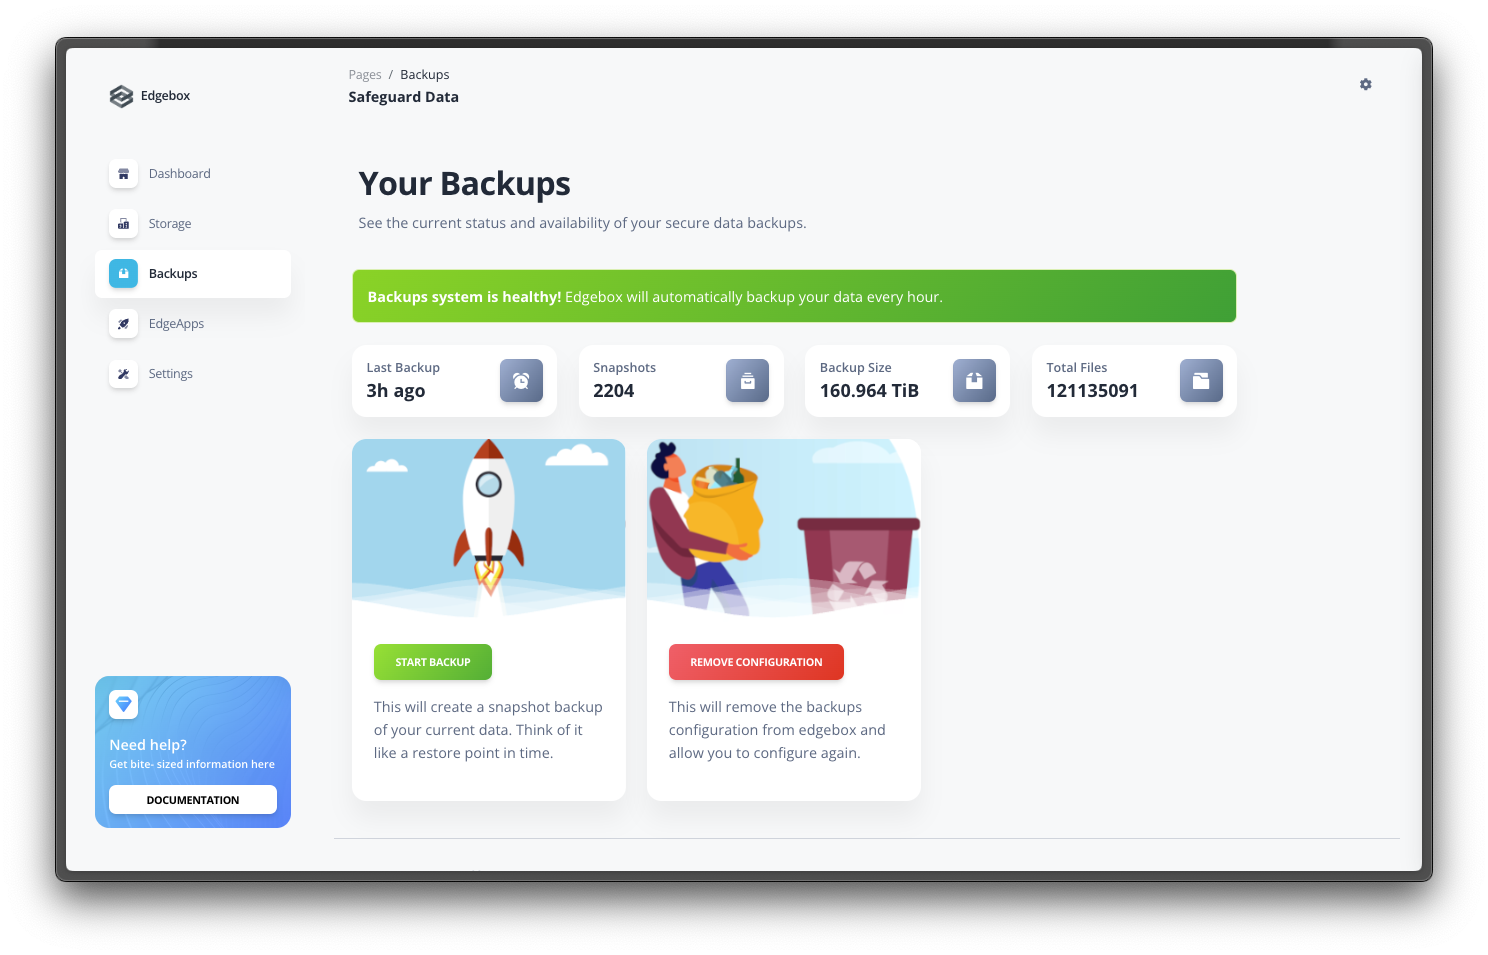 Edgebox
Pages / Backups
Safeguard Data
Dashboard
Storage
Backups
EdgeApps
Settings
Need help?
Get bite- sized information here
DOCUMENTATION
Your Backups
See the current status and availability of your secure data backups.
Backups system is healthy! Edgebox will automatically backup your data every hour.
Last Backup
3h ago
Snapshots
2204
Backup Size
160.964 TiB
Total Files
121135091
START BACKUP
This will create a snapshot backup
of your current data. Think of it
like a restore point in time.
REMOVE CONFIGURATION
This will remove the backups
configuration from edgebox and
allow you to configure again.